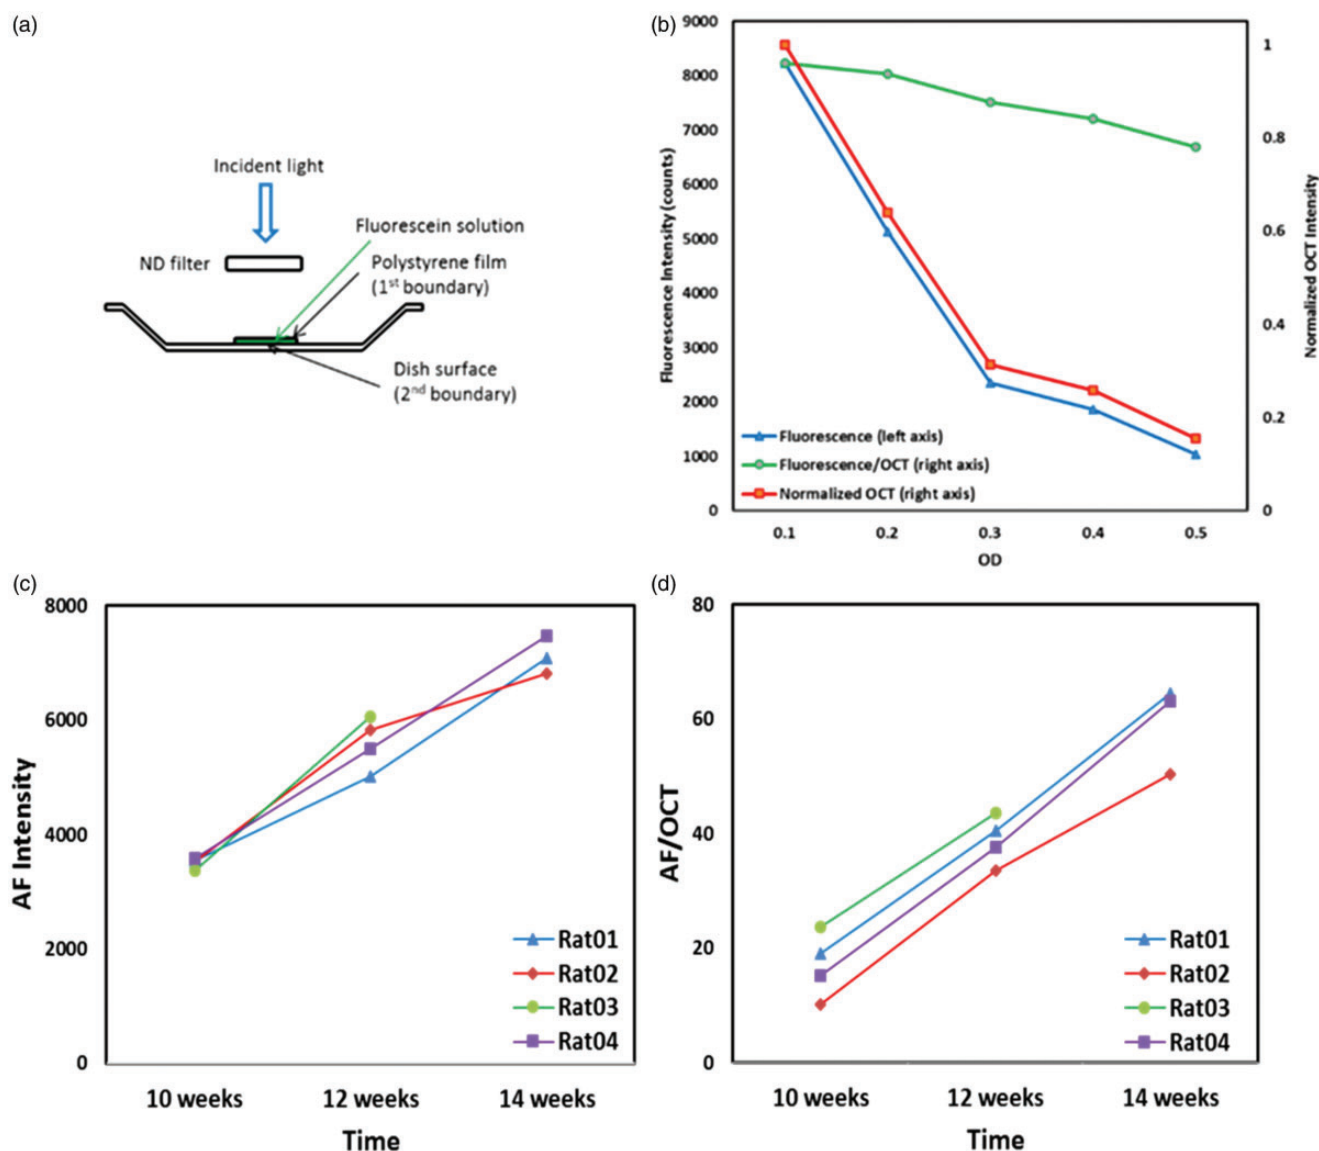 (a)
Incident light
Fluorescein solution
ND filter
Polystyrene film
(1st boundary)
Dish surface
(2nd boundary)
(b)
9000
8000
7000
6000
5000
4000
3000
2000
1000
0
Fluorescence Intensity (counts)
1
0.8
0.6
0.4
0.2
0
Normalized OCT Intensity
Fluorescence (left axis)
Fluorescence/OCT (right axis)
Normalized OCT (right axis)
0.1 0.2 0.3 0.4 0.5
OD
(c)
8000
6000
4000
2000
0
AF Intensity
Rat01
Rat02
Rat03
Rat04
10 weeks 12 weeks 14 weeks
Time
(d)
80
60
40
20
0
AF/OCT
Rat01
Rat02
Rat03
Rat04
10 weeks 12 weeks 14 weeks
Time